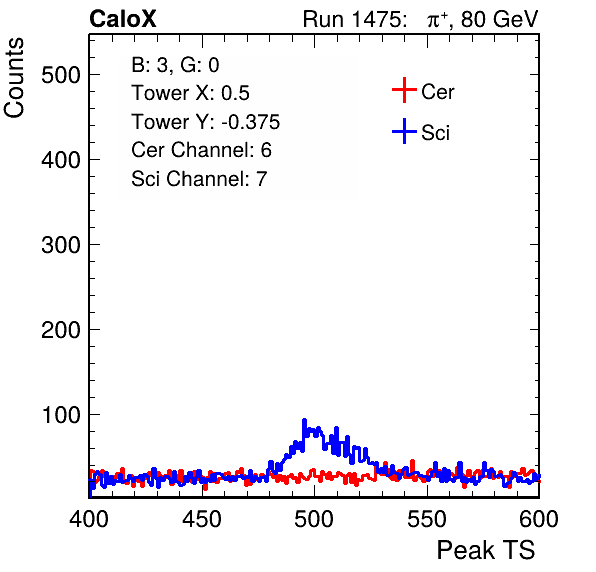 CaloX Run 1475: π⁺, 80 GeV
B: 3, G: 0
Tower X: 0.5
Tower Y: -0.375
Cer Channel: 6
Sci Channel: 7
Cer
Sci
Counts
500
400
300
200
100
400 450 500 550 600
Peak TS